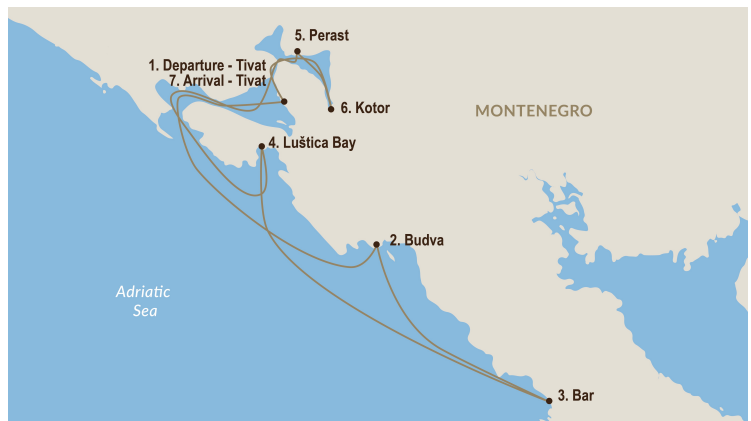 5. Perast
1. Departure - Tivat
7. Arrival - Tivat
6. Kotor
MONTENEGRO
4. Luštica Bay
2. Budva
Adriatic
Sea
3. Bar